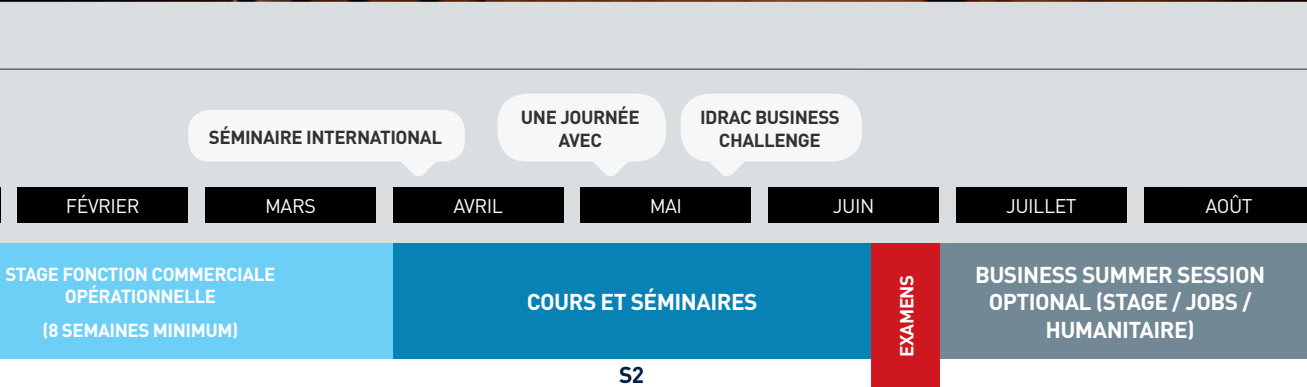 SÉMINAIRE INTERNATIONAL
UNE JOURNÉE
AVEC
IDRAC BUSINESS
CHALLENGE
FÉVRIER
MARS
AVRIL
MAI
JUIN
JUILLET
AOÛT
STAGE FONCTION COMMERCIALE
OPÉRATIONNELLE
(8 SEMAINES MINIMUM)
COURS ET SÉMINAIRES
EXAMENS
BUSINESS SUMMER SESSION
OPTIONAL (STAGE / JOBS /
HUMANITAIRE)
S2